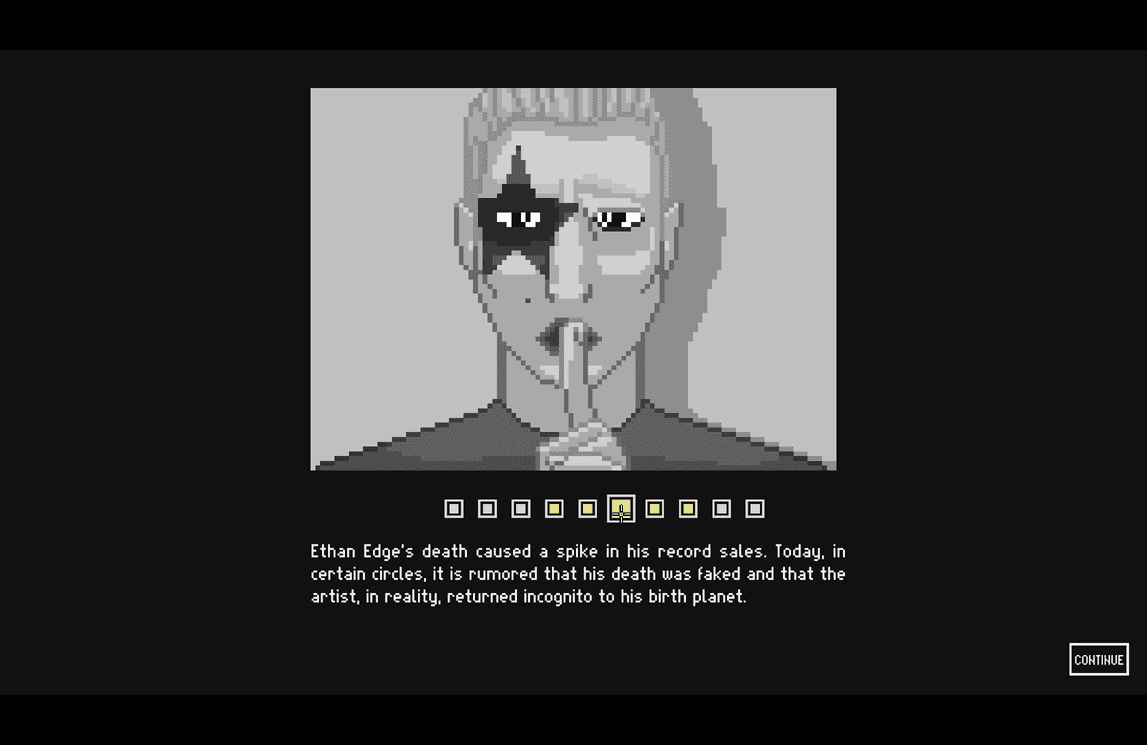 Ethan Edge's death caused a spike in his record sales. Today, in
certain circles, it is rumored that his death was faked and that the
artist, in reality, returned incognito to his birth planet.
CONTINUE